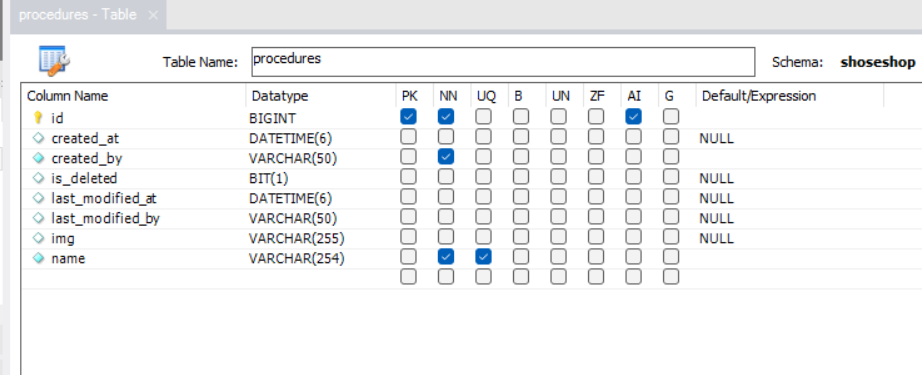 procedures - Table
Table Name: procedures Schema: shoseshop
Column Name Datatype PK NN UQ B UN ZF AI G Default/Expression
id BIGINT
created_at DATETIME(6) NULL
created_by VARCHAR(50)
is_deleted BIT(1) NULL
last_modified_at DATETIME(6) NULL
last_modified_by VARCHAR(50) NULL
img VARCHAR(255) NULL
name VARCHAR(254)